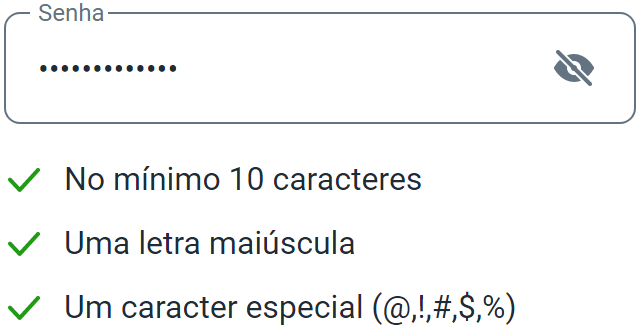 Senha
•••••••••••••
No mínimo 10 caracteres
Uma letra maiúscula
Um caracter especial (@,!,#,$,%)